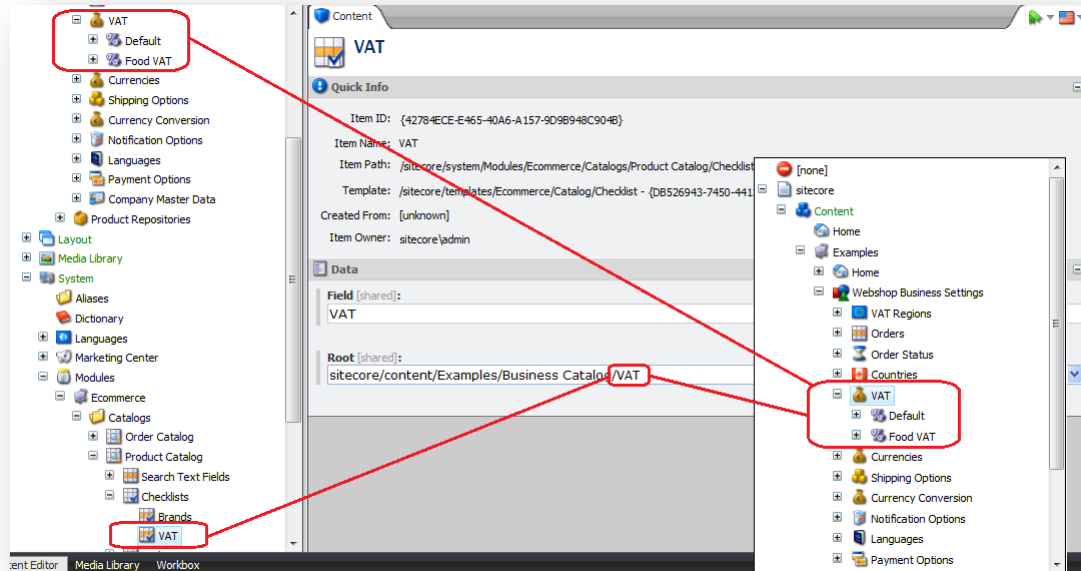 VAT
Default
Food VAT
Currencies
Shipping Options
Currency Conversion
Notification Options
Languages
Payment Options
Company Master Data
Product Repositories
Layout
Media Library
System
Aliases
Dictionary
Languages
Marketing Center
Modules
Ecommerce
Catalogs
Order Catalog
Product Catalog
Search Text Fields
Checklists
Brands
VAT
Content
VAT
Quick Info
Item ID: {42784ECE-E465-40A6-A157-9D9B948C904B}
Item Name: VAT
Item Path: /sitecore/system/Modules/Ecommerce/Catalogs/Product Catalog/Checklist
Template: /sitecore/templates/Ecommerce/Catalog/Checklist - {DB526943-7450-441
Created From: [unknown]
Item Owner: sitecore\admin
Data
Field [shared]:
VAT
Root [shared]:
sitecore/content/Examples/Business Catalog/VAT
[none]
sitecore
Content
Home
Examples
Home
Webshop Business Settings
VAT Regions
Orders
Order Status
Countries
VAT
Default
Food VAT
Currencies
Shipping Options
Currency Conversion
Notification Options
Languages
Payment Options
tent Editor Media Library Workbox